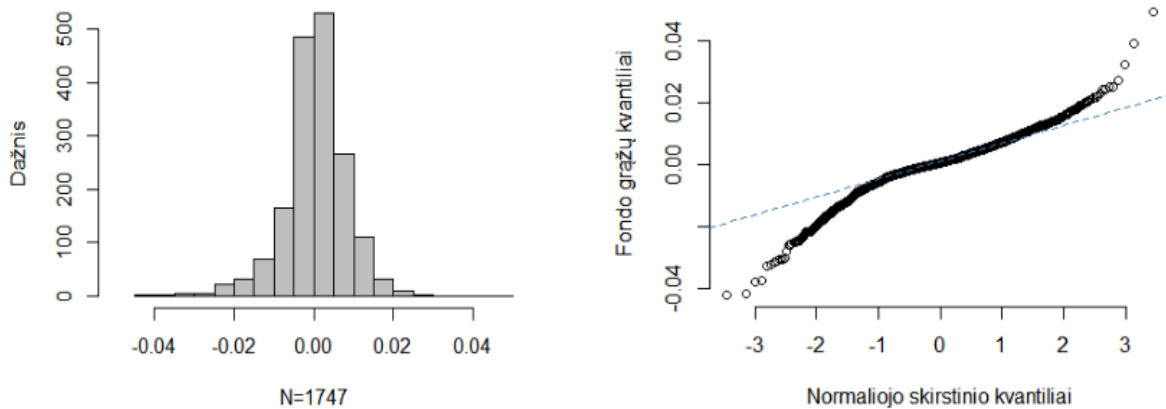 Dažnis
0 100 200 300 400 500
-0.04 -0.02 0.00 0.02 0.04
N=1747
Fondo grąžų kvantiliai
-0.04 0.00 0.02 0.04
-3 -2 -1 0 1 2 3
Normaliojo skirstinio kvantiliai